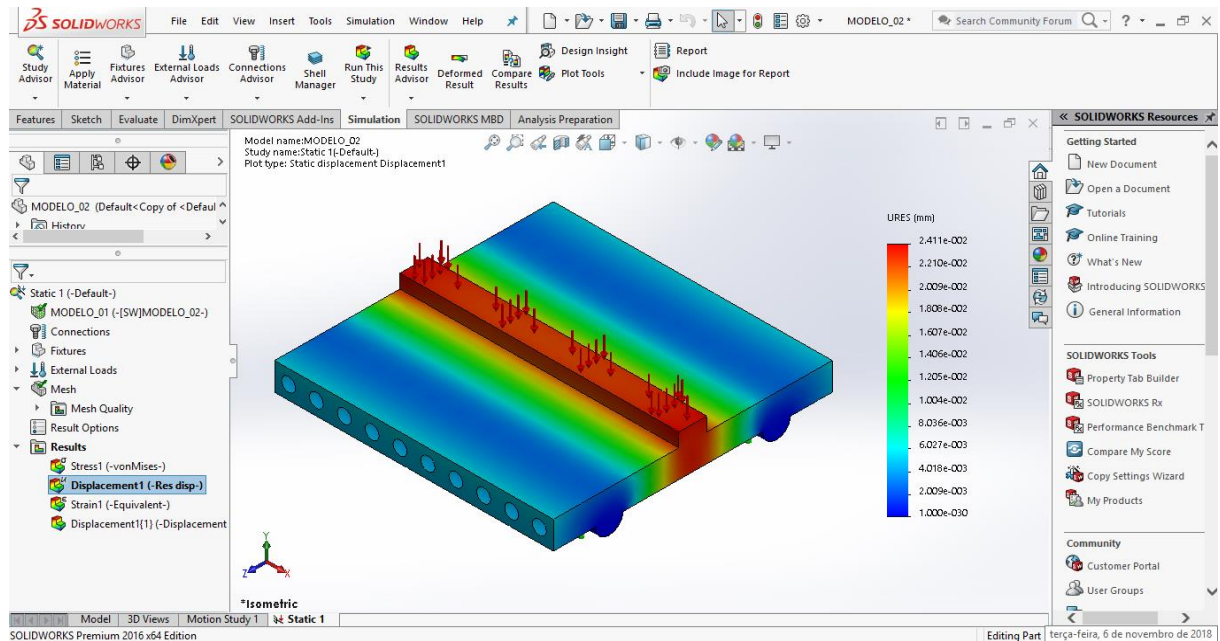 SOLIDWORKS File Edit View Insert Tools Simulation Window Help MODELO_02 * Search Community Forum ?
Study Advisor
Apply Material
Fixtures Advisor
External Loads Advisor
Connections Advisor
Shell Manager
Run This Study
Results Advisor
Deformed Result
Compare Results
Design Insight
Plot Tools
Report
Include Image for Report
Features Sketch Evaluate DimXpert SOLIDWORKS Add-Ins Simulation SOLIDWORKS MBD Analysis Preparation
MODELO_02 (Default<Copy of <Defaul
History
Static 1 (-Default-)
MODELO_01 (-[SW]MODELO_02-)
Connections
Fixtures
External Loads
Mesh
Mesh Quality
Result Options
Results
Stress1 (-vonMises-)
Displacement1 (-Res disp-)
Strain1 (-Equivalent-)
Displacement1{1} (-Displacement
Model name:MODELO_02
Study name:Static 1(-Default-)
Plot type: Static displacement Displacement1
URES (mm)
2.411e-002
2.210e-002
2.009e-002
1.808e-002
1.607e-002
1.406e-002
1.205e-002
1.004e-002
8.036e-003
6.027e-003
4.018e-003
2.009e-003
1.000e-030
Y
Z
X
*Isometric
« SOLIDWORKS Resources
Getting Started
New Document
Open a Document
Tutorials
Online Training
What's New
Introducing SOLIDWORKS
General Information
SOLIDWORKS Tools
Property Tab Builder
SOLIDWORKS Rx
Performance Benchmark T
Compare My Score
Copy Settings Wizard
My Products
Community
Customer Portal
User Groups
Model 3D Views Motion Study 1 Static 1
SOLIDWORKS Premium 2016 x64 Edition
Editing Part
terça-feira, 6 de novembro de 2018